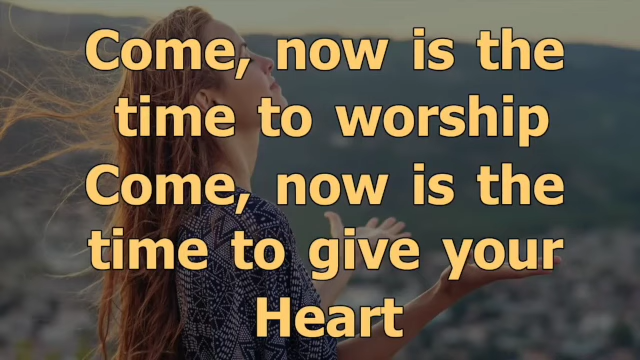 Come, now is the
time to worship
Come, now is the
time to give your
Heart